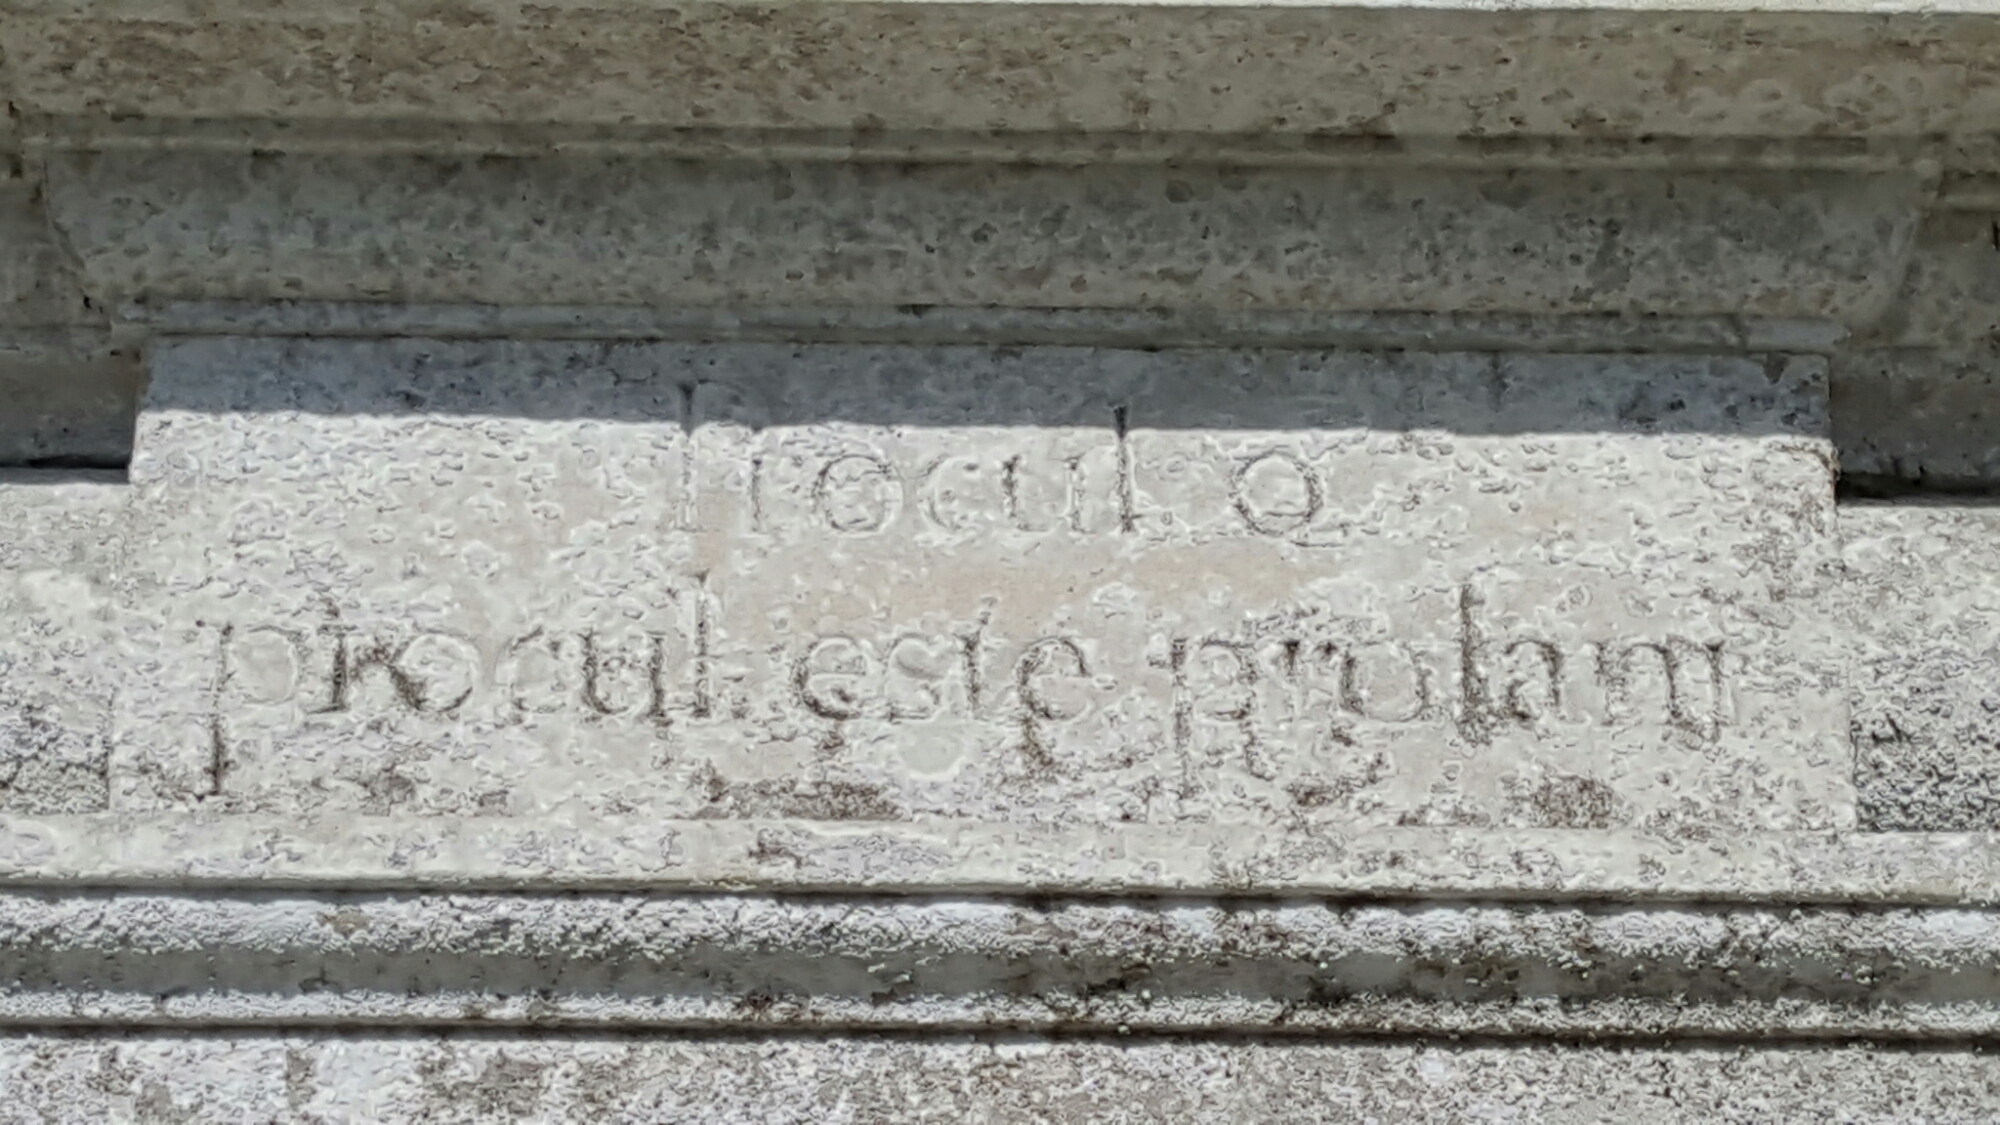 Procul o
procul este profani